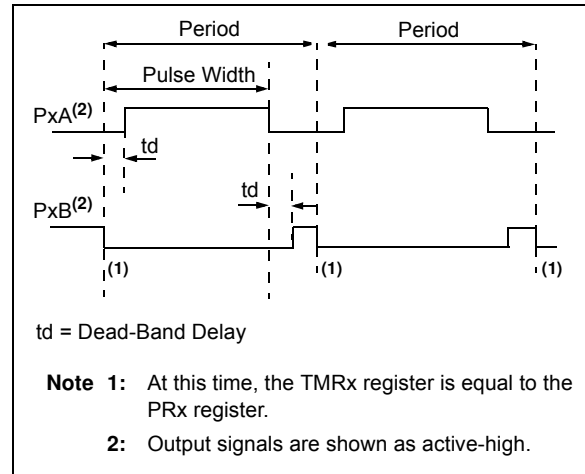 Period Period
Pulse Width
PxA(2)
td
td
PxB(2)
(1) (1) (1)
td = Dead-Band Delay
Note 1: At this time, the TMRx register is equal to the
PRx register.
2: Output signals are shown as active-high.